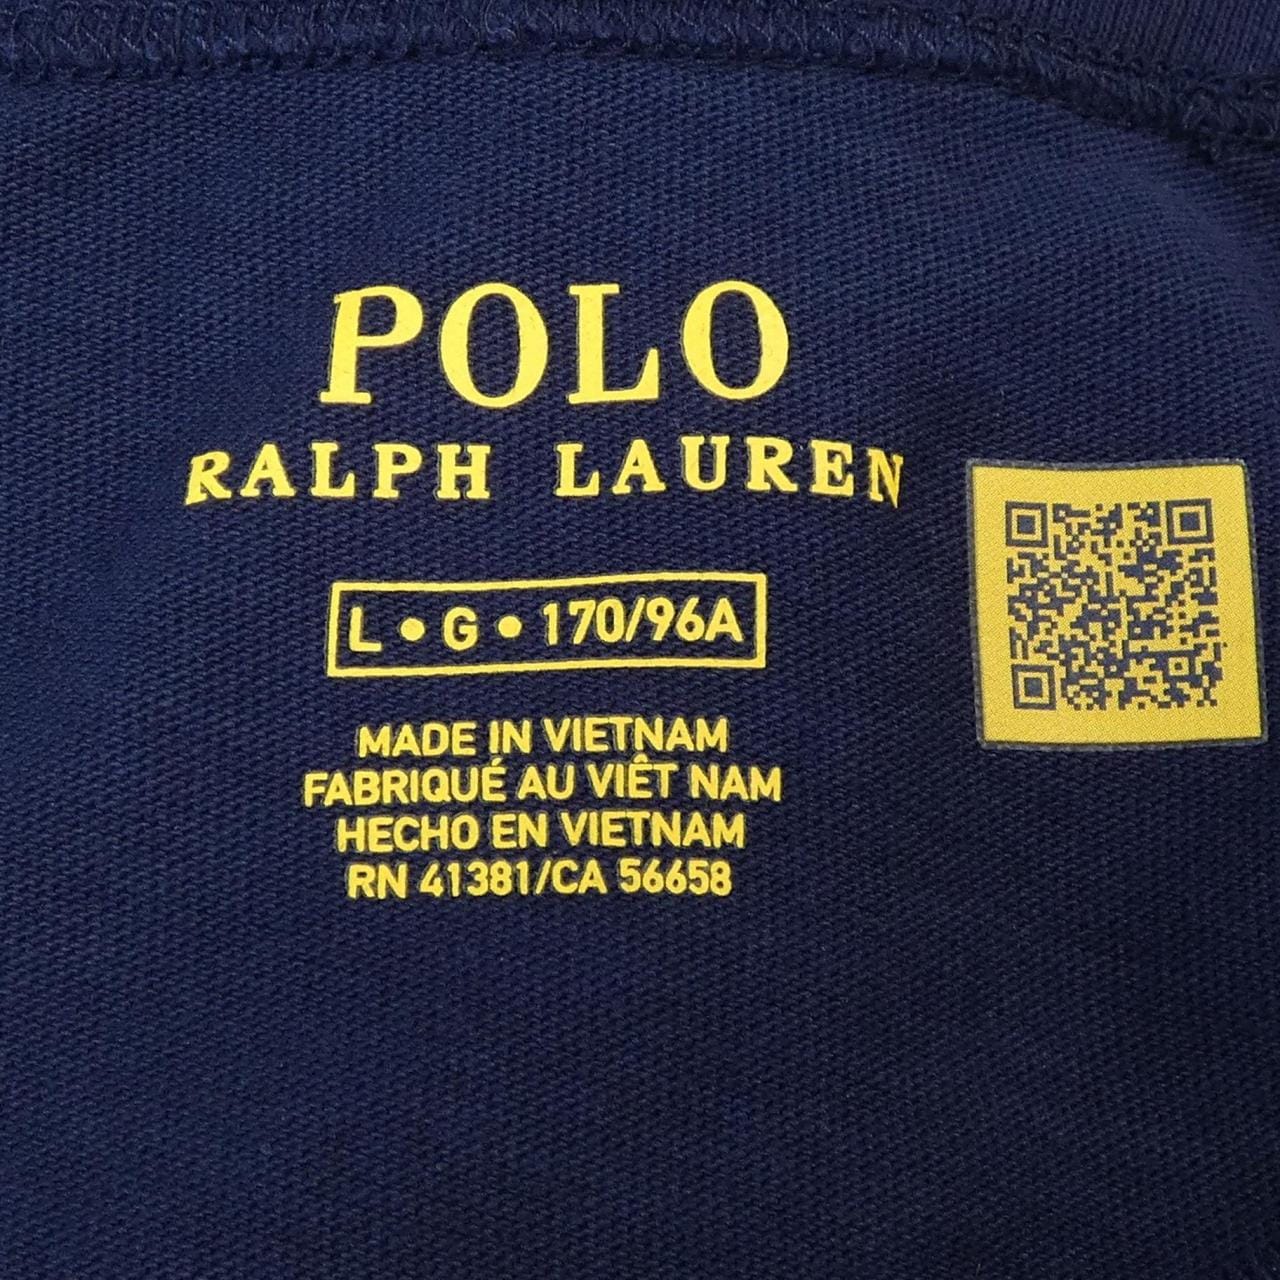 POLO
RALPH LAUREN
L • G • 170/96A
MADE IN VIETNAM
FABRIQUÉ AU VIÊT NAM
HECHO EN VIETNAM
RN 41381/CA 56658